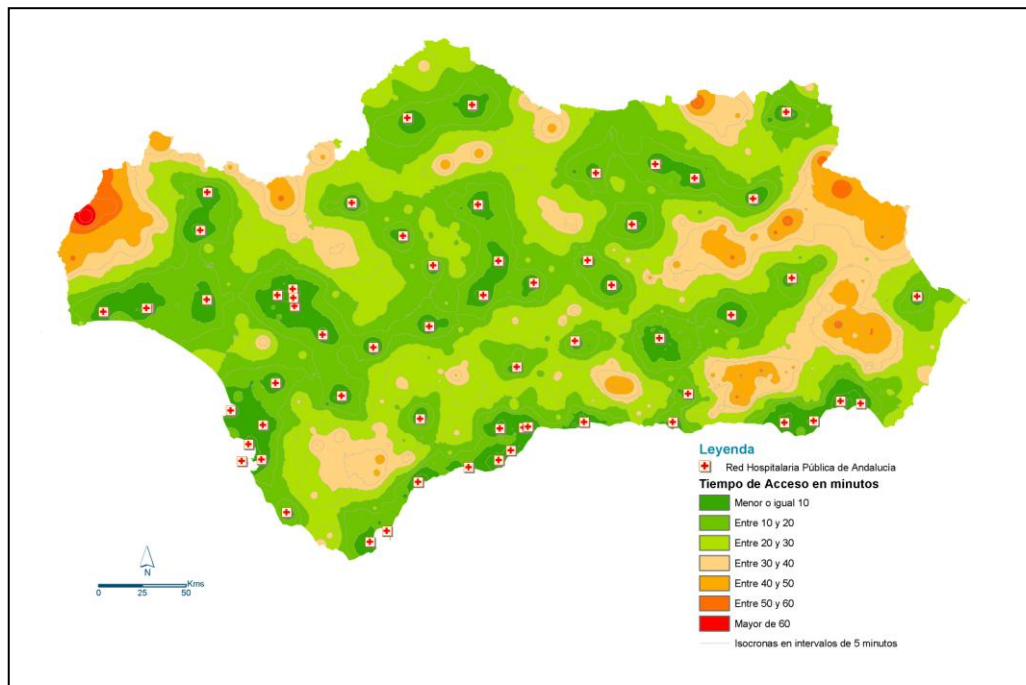 Leyenda
Red Hospitalaria Pública de Andalucía
Tiempo de Acceso en minutos
Menor o igual 10
Entre 10 y 20
Entre 20 y 30
Entre 30 y 40
Entre 40 y 50
Entre 50 y 60
Mayor de 60
Isocronas en intervalos de 5 minutos
N
Kms
0 25 50